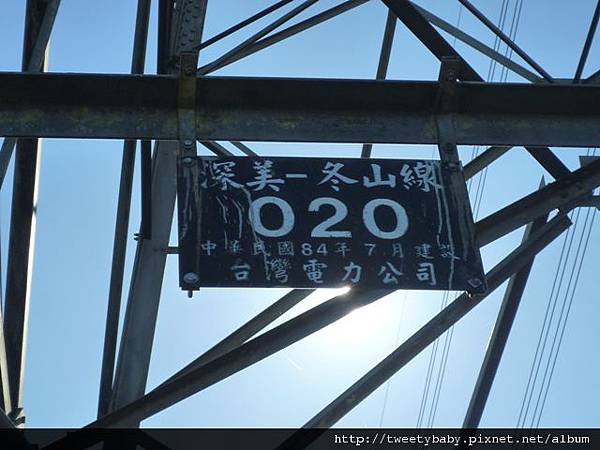 深美-冬山線
020
中華民國84年7月建設
台灣電力公司
http://tweetybaby.pixnet.net/album